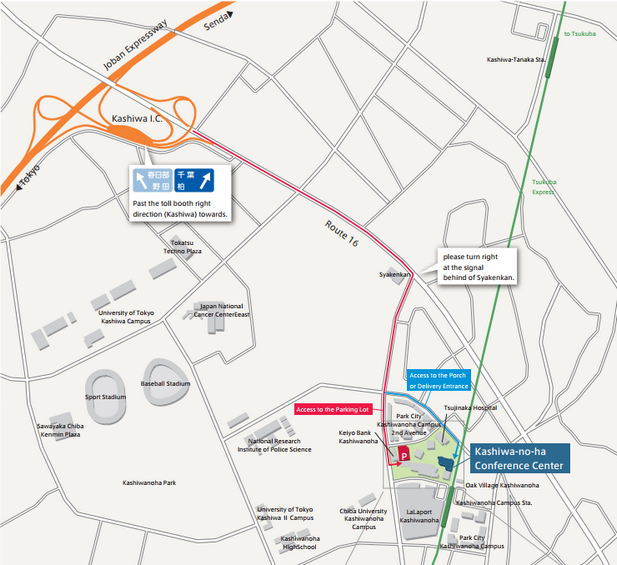 Joban Expressway
Senda
to Tsukuba
Kashiwa-Tanaka Sta.
Kashiwa I.C.
Tokyo
春日部
野田
千葉
柏
Past the toll booth right
direction (Kashiwa) towards.
Tsukuba
Express
Route 16
Tokatsu
Techno Plaza
please turn right
at the signal
behind of Syakenkan.
Syakenkan
University of Tokyo
Kashiwa Campus
Japan National
Cancer CenterEeast
Baseball Stadium
Sport Stadium
Access to the Porch
or Delivery Entrance
Access to the Parking Lot
Tsujinaka Hospital
Park City
Kashiwanoha Campus
2nd Avenue
Sawayaka Chiba
Kenmin Plaza
Keiyo Bank
Kashiwanoha
National Research
Institute of Police Science
P
Kashiwa-no-ha
Conference Center
Kashiwanoha Park
Oak Village Kashiwanoha
Kashiwanoha Campus Sta.
University of Tokyo
Kashiwa II Campus
Chiba University
Kashiwanoha
Campus
LaLaport
Kashiwanoha
Kashiwanoha
HighSchool
Park City
Kashiwanoha Campus